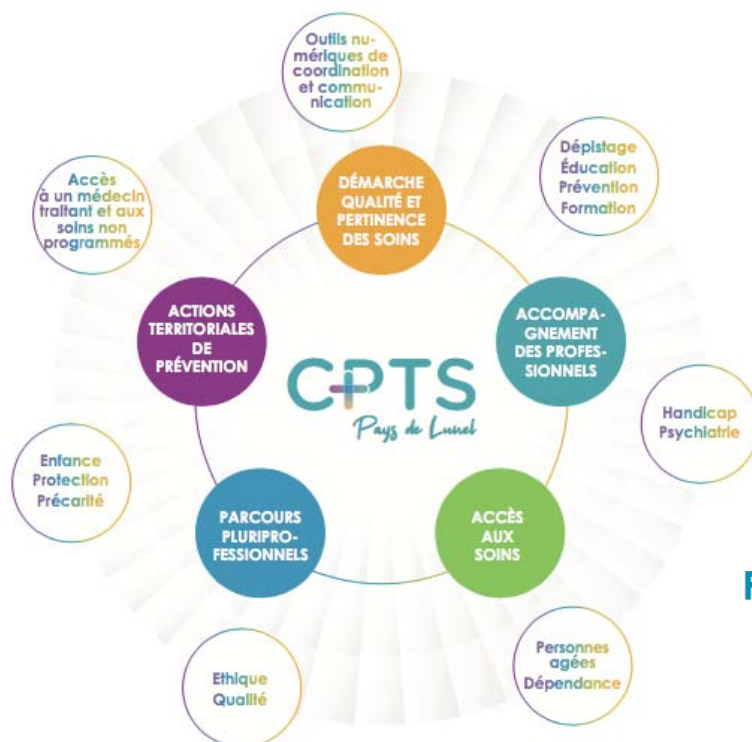 Outils nu-
mériques de
coordination
et commu-
nication
Dépistage
Éducation
Prévention
Formation
Accès
à un médecin
traitant et aux
soins non
programmés
DÉMARCHE
QUALITÉ ET
PERTINENCE
DES SOINS
ACTIONS
TERRITORIALES
DE
PRÉVENTION
ACCOMPA-
GNEMENT
DES PROFES-
SIONNELS
CPTS
Pays de Lunel
Handicap
Psychiatrie
Enfance
Protection
Précarité
PARCOURS
PLURIPRO-
FESSIONNELS
ACCÈS
AUX
SOINS
Ethique
Qualité
Personnes
agées
Dépendance